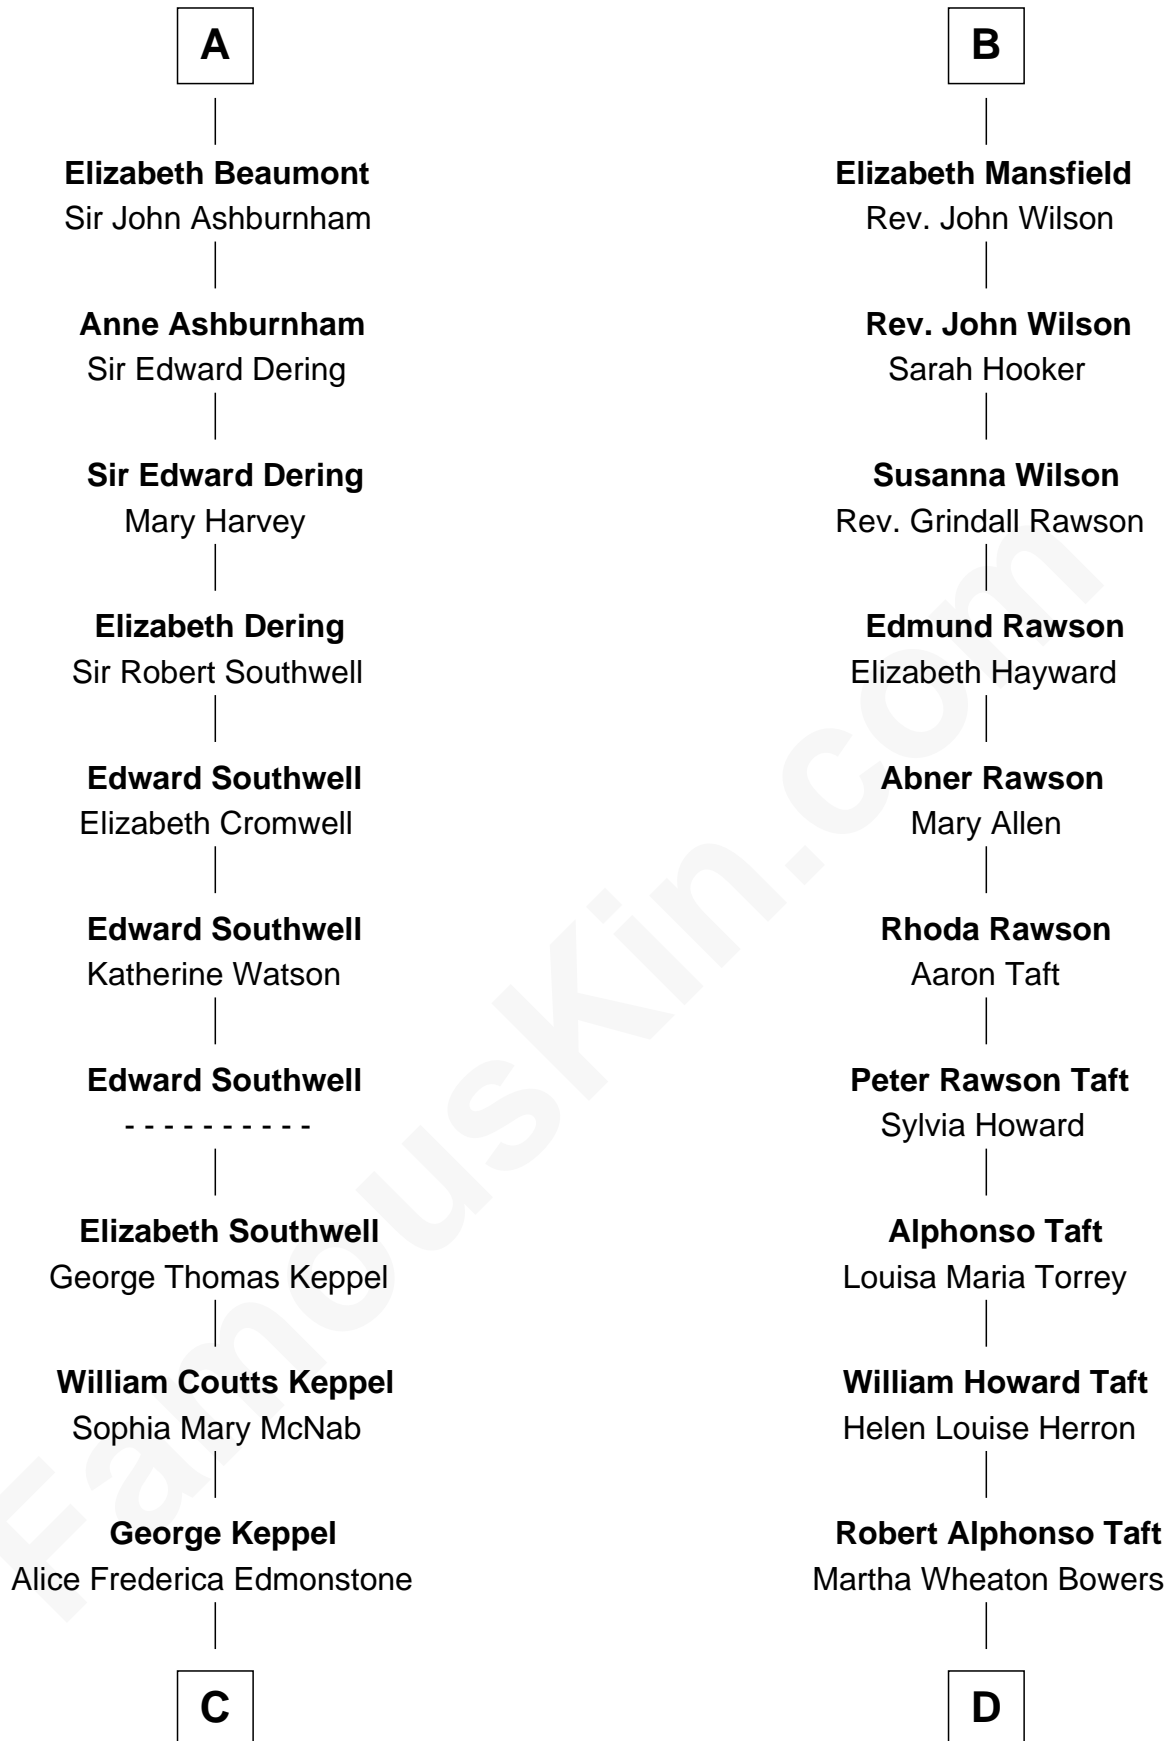 A
Elizabeth Beaumont
Sir John Ashburnham
Anne Ashburnham
Sir Edward Dering
Sir Edward Dering
Mary Harvey
Elizabeth Dering
Sir Robert Southwell
Edward Southwell
Elizabeth Cromwell
Edward Southwell
Katherine Watson
Edward Southwell
- - - - - - - - - -
Elizabeth Southwell
George Thomas Keppel
William Coutts Keppel
Sophia Mary McNab
George Keppel
Alice Frederica Edmonstone
C
B
Elizabeth Mansfield
Rev. John Wilson
Rev. John Wilson
Sarah Hooker
Susanna Wilson
Rev. Grindall Rawson
Edmund Rawson
Elizabeth Hayward
Abner Rawson
Mary Allen
Rhoda Rawson
Aaron Taft
Peter Rawson Taft
Sylvia Howard
Alphonso Taft
Louisa Maria Torrey
William Howard Taft
Helen Louise Herron
Robert Alphonso Taft
Martha Wheaton Bowers
D
FamousKin.com